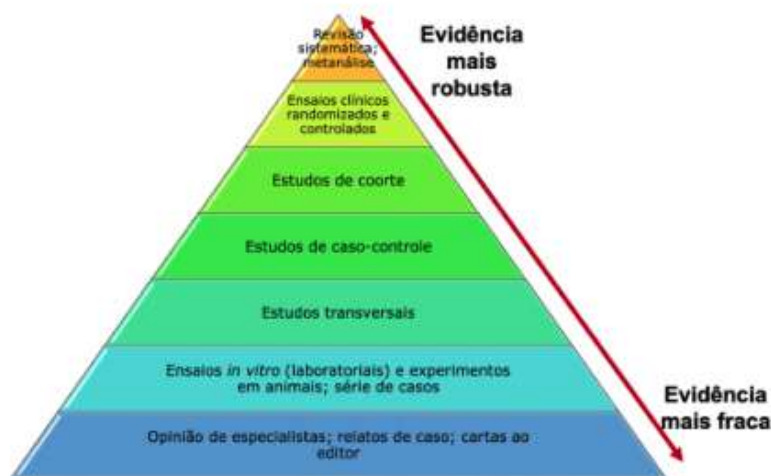 Revisão
sistemática;
metanálise
Evidência
mais
robusta
Ensaios clínicos
randomizados e
controlados
Estudos de coorte
Estudos de caso-controle
Estudos transversais
Ensaios in vitro (laboratoriais) e experimentos
em animais; série de casos
Evidência
mais fraca
Opinião de especialistas; relatos de caso; cartas ao
editor